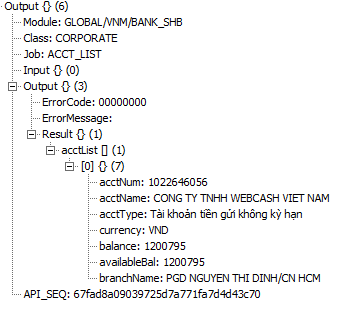 Output {} (6)
Module: GLOBAL/VNM/BANK_SHB
Class: CORPORATE
Job: ACCT_LIST
Input {} (0)
Output {} (3)
ErrorCode: 00000000
ErrorMessage:
Result {} (1)
acctList [] (1)
[0] {} (7)
acctNum: 1022646056
acctName: CONG TY TNHH WEBCASH VIET NAM
acctType: Tài khoản tiền gửi không kỳ hạn
currency: VND
balance: 1200795
availableBal: 1200795
branchName: PGD NGUYEN THI DINH/CN HCM
API_SEQ: 67fad8a09039725d7a771fa7d4d43c70